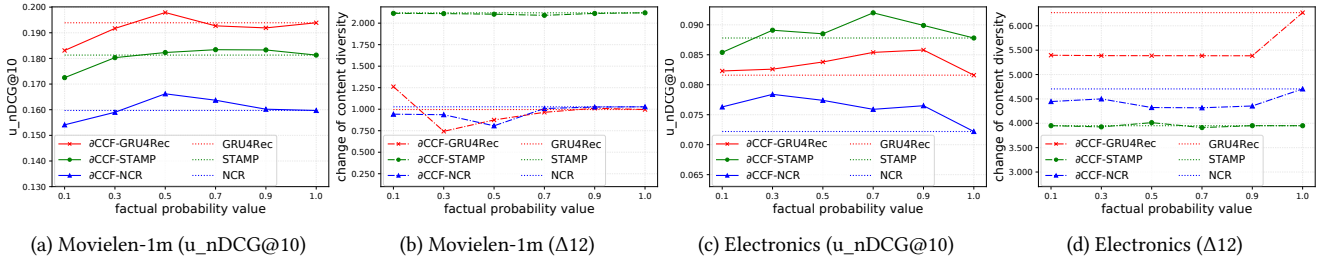 0.200
0.190
0.180
0.170
0.160
0.150
0.140
0.130
u_nDCG@10
∂CCF-GRU4Rec
∂CCF-STAMP
∂CCF-NCR
GRU4Rec
STAMP
NCR
0.1 0.3 0.5 0.7 0.9 1.0
factual probability value
(a) Movielen-1m (u_nDCG@10)
2.000
1.750
1.500
1.250
1.000
0.750
0.500
0.250
change of content diversity
∂CCF-GRU4Rec
∂CCF-STAMP
∂CCF-NCR
GRU4Rec
STAMP
NCR
0.1 0.3 0.5 0.7 0.9 1.0
factual probability value
(b) Movielen-1m (Δ12)
0.090
0.085
0.080
0.075
0.070
0.065
u_nDCG@10
∂CCF-GRU4Rec
∂CCF-STAMP
∂CCF-NCR
GRU4Rec
STAMP
NCR
0.1 0.3 0.5 0.7 0.9 1.0
factual probability value
(c) Electronics (u_nDCG@10)
6.000
5.500
5.000
4.500
4.000
3.500
3.000
change of content diversity
∂CCF-GRU4Rec
∂CCF-STAMP
∂CCF-NCR
GRU4Rec
STAMP
NCR
0.1 0.3 0.5 0.7 0.9 1.0
factual probability value
(d) Electronics (Δ12)